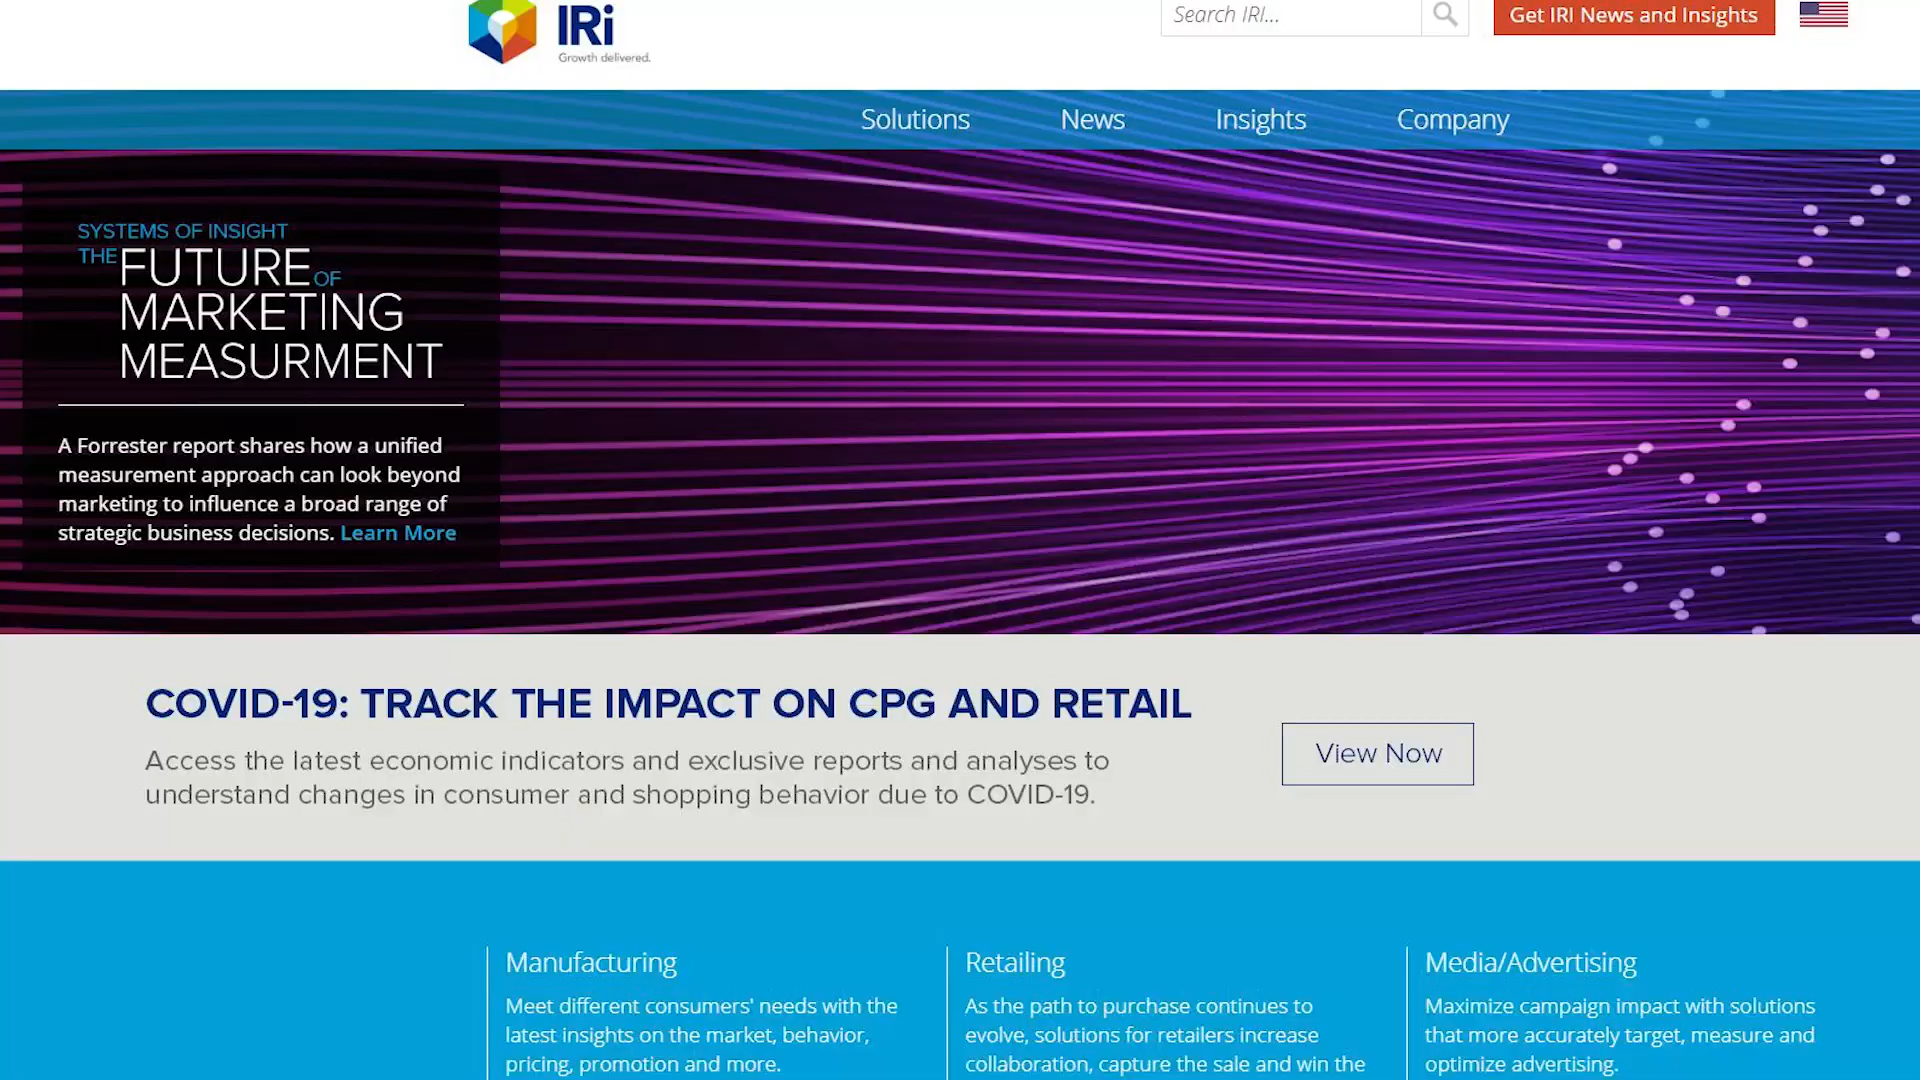 IRi
Growth delivered.
Search IRI...
Get IRI News and Insights
Solutions
News
Insights
Company
SYSTEMS OF INSIGHT
THE FUTURE OF
MARKETING
MEASURMENT
A Forrester report shares how a unified
measurement approach can look beyond
marketing to influence a broad range of
strategic business decisions. Learn More
COVID-19: TRACK THE IMPACT ON CPG AND RETAIL
Access the latest economic indicators and exclusive reports and analyses to
understand changes in consumer and shopping behavior due to COVID-19.
View Now
Manufacturing
Meet different consumers' needs with the
latest insights on the market, behavior,
pricing, promotion and more.
Retailing
As the path to purchase continues to
evolve, solutions for retailers increase
collaboration, capture the sale and win the
Media/Advertising
Maximize campaign impact with solutions
that more accurately target, measure and
optimize advertising.